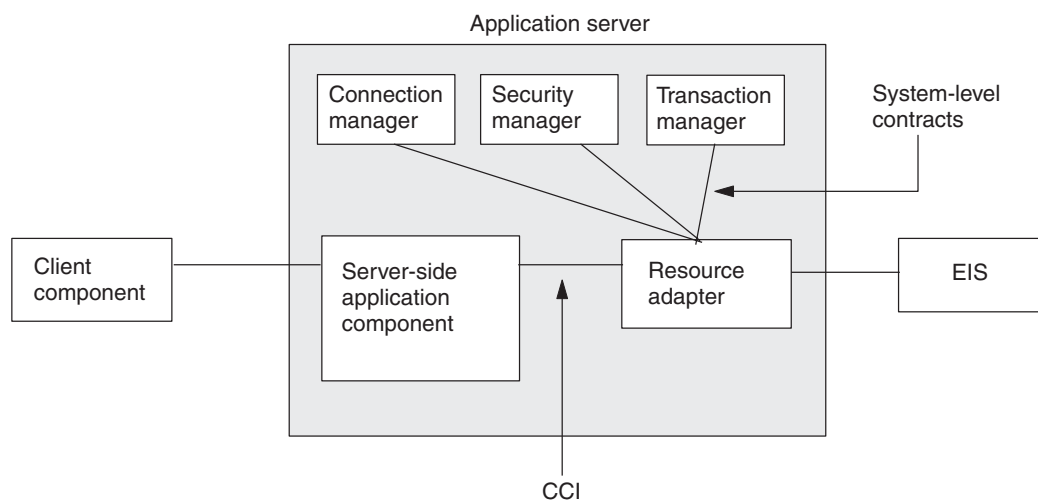 Application server
Connection
manager
Security
manager
Transaction
manager
System-level
contracts
Client
component
Server-side
application
component
Resource
adapter
EIS
CCI